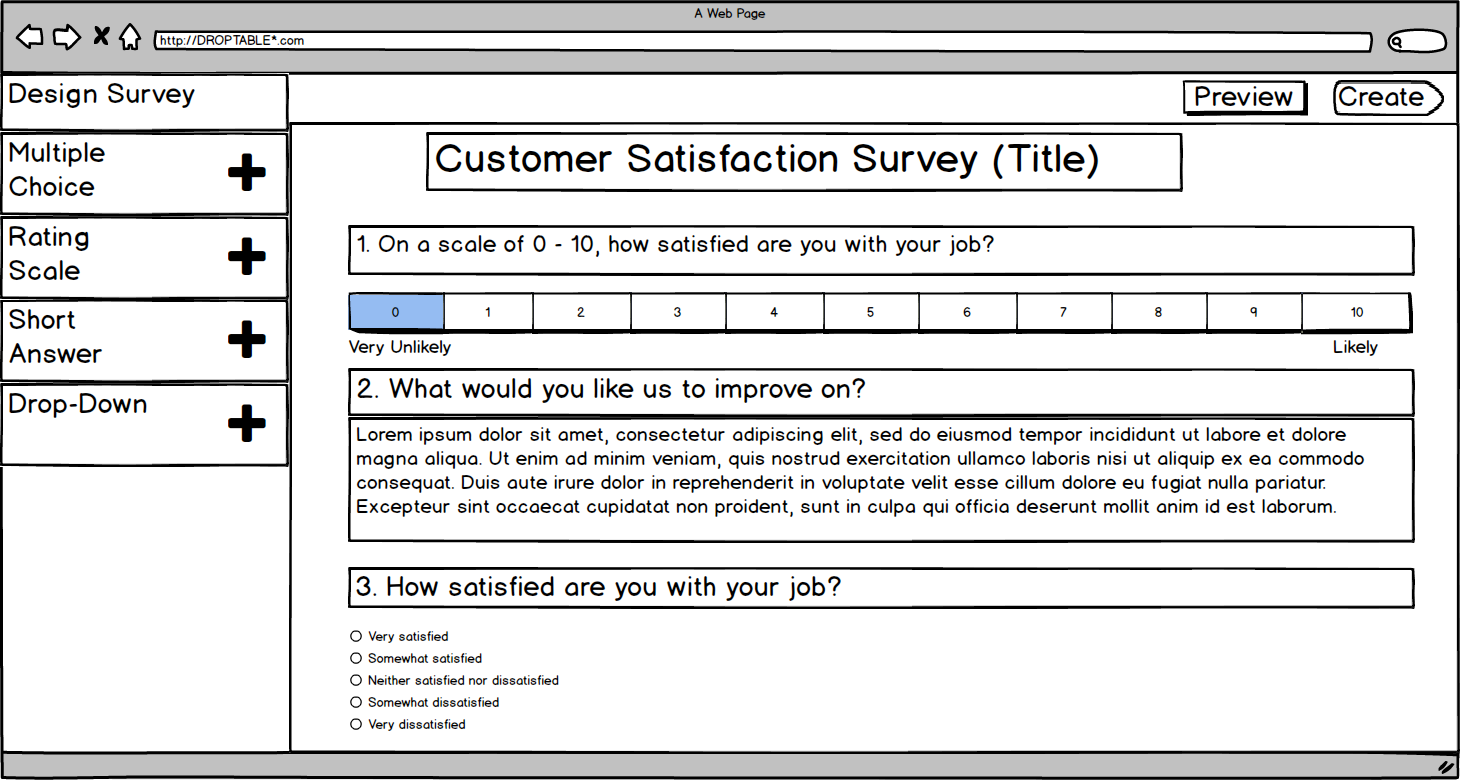 A Web Page
http://DROPTABLE*.com
Design Survey
Preview
Create
Multiple
Choice
Rating
Scale
Short
Answer
Drop-Down
Customer Satisfaction Survey (Title)
1. On a scale of 0 - 10, how satisfied are you with your job?
0 1 2 3 4 5 6 7 8 9 10
Very Unlikely Likely
2. What would you like us to improve on?
Lorem ipsum dolor sit amet, consectetur adipiscing elit, sed do eiusmod tempor incididunt ut labore et dolore
magna aliqua. Ut enim ad minim veniam, quis nostrud exercitation ullamco laboris nisi ut aliquip ex ea commodo
consequat. Duis aute irure dolor in reprehenderit in voluptate velit esse cillum dolore eu fugiat nulla pariatur.
Excepteur sint occaecat cupidatat non proident, sunt in culpa qui officia deserunt mollit anim id est laborum.
3. How satisfied are you with your job?
Very satisfied
Somewhat satisfied
Neither satisfied nor dissatisfied
Somewhat dissatisfied
Very dissatisfied